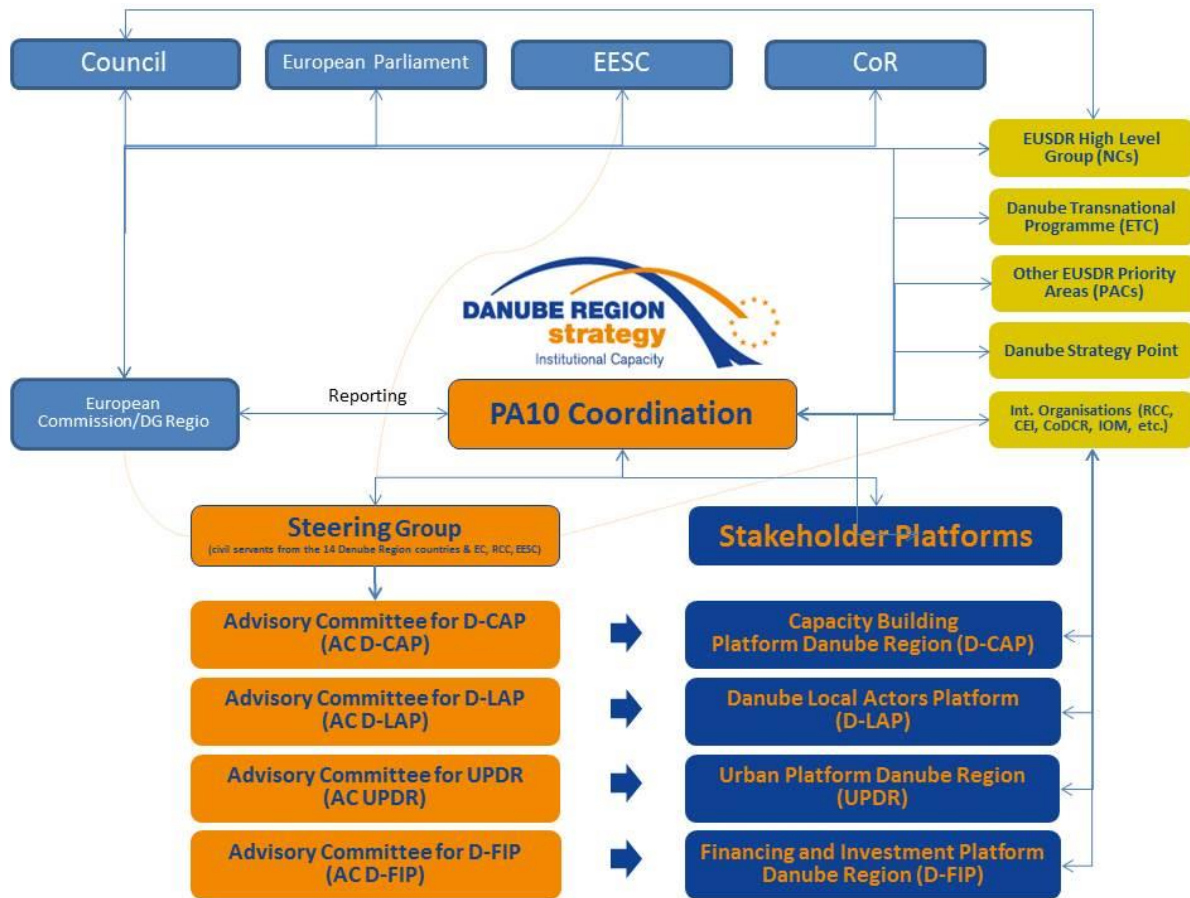 Council
European Parliament
EESC
CoR
EUSDR High Level
Group (NCs)
Danube Transnational
Programme (ETC)
Other EUSDR Priority
Areas (PACs)
Danube Strategy Point
Int. Organisations (RCC,
CEI, CoDCR, IOM, etc.)
DANUBE REGION
strategy
Institutional Capacity
European
Commission/DG Regio
Reporting
PA10 Coordination
Steering Group
(civil servants from the 14 Danube Region countries & EC, RCC, EESC)
Stakeholder Platforms
Advisory Committee for D-CAP
(AC D-CAP)
Capacity Building
Platform Danube Region (D-CAP)
Advisory Committee for D-LAP
(AC D-LAP)
Danube Local Actors Platform
(D-LAP)
Advisory Committee for UPDR
(AC UPDR)
Urban Platform Danube Region
(UPDR)
Advisory Committee for D-FIP
(AC D-FIP)
Financing and Investment Platform
Danube Region (D-FIP)